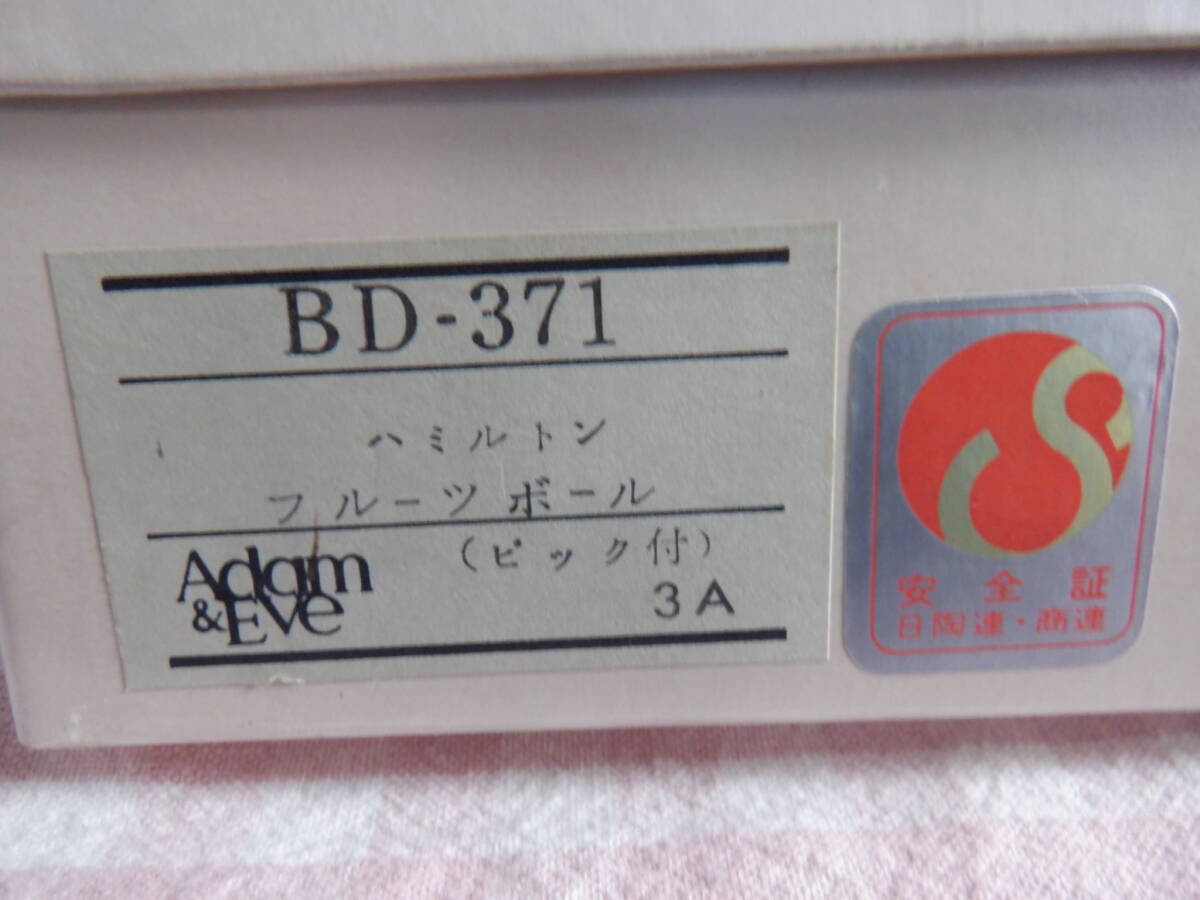 BD-371
ハミルトン
フルーツボール
(ピック付)
Adam
&Eve
3A
安全証
日陶連・商連